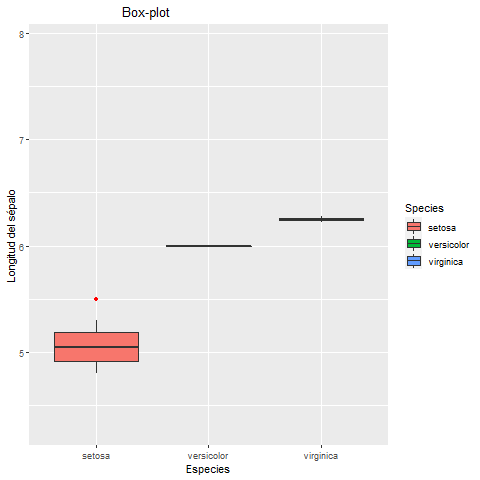 Box-plot
8
7
6
5
Longitud del sépalo
setosa
versicolor
virginica
Especies
Species
setosa
versicolor
virginica